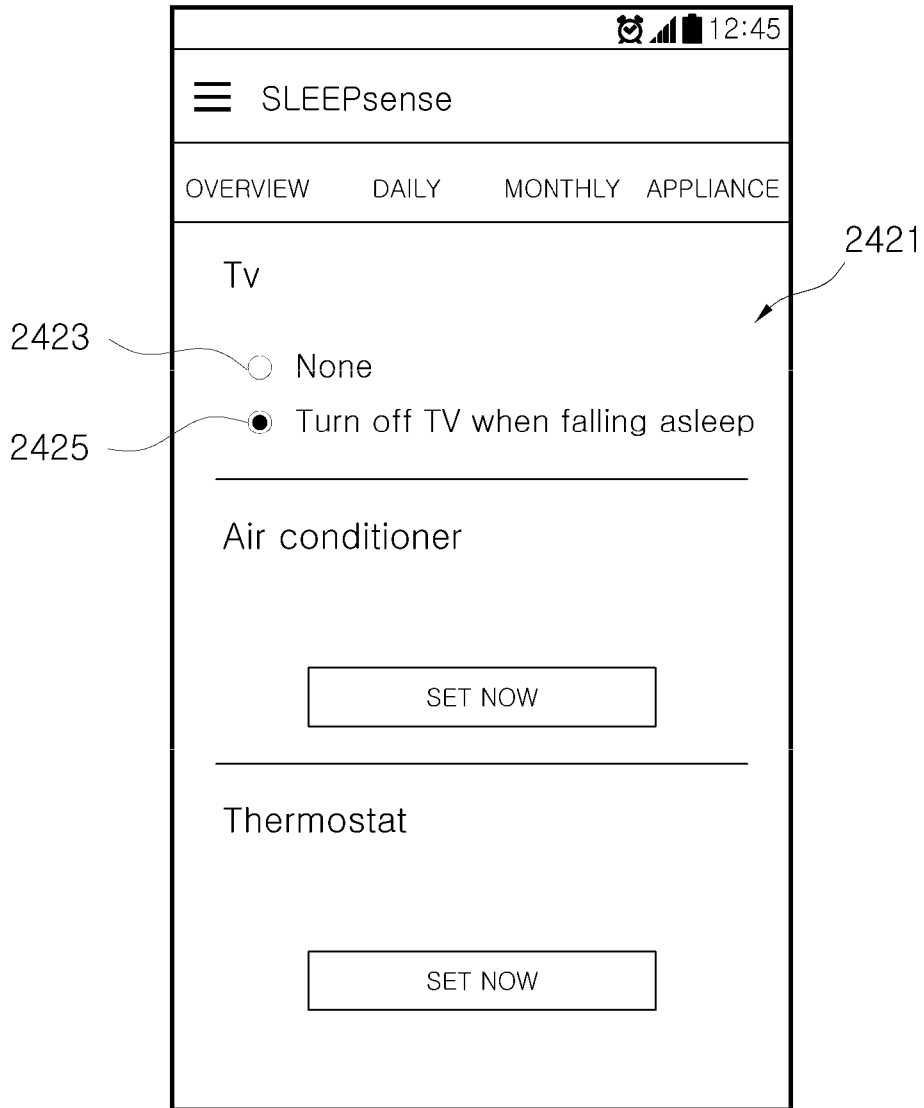 12:45
SLEEPsense
OVERVIEW DAILY MONTHLY APPLIANCE
2421
Tv
2423
None
Turn off TV when falling asleep
2425
Air conditioner
SET NOW
Thermostat
SET NOW